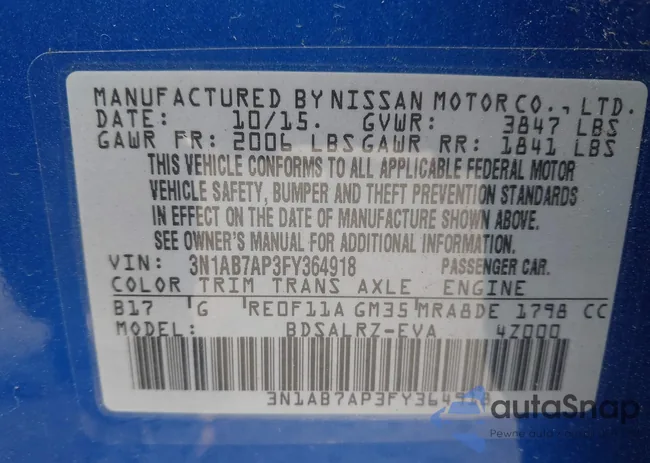 MANUFACTURED BY NISSAN MOTOR CO., LTD.
DATE: 10/15. GVWR: 3847 LBS
GAWR FR: 2006 LBS GAWR RR: 1841 LBS
THIS VEHICLE CONFORMS TO ALL APPLICABLE FEDERAL MOTOR
VEHICLE SAFETY, BUMPER AND THEFT PREVENTION STANDARDS
IN EFFECT ON THE DATE OF MANUFACTURE SHOWN ABOVE.
SEE OWNER'S MANUAL FOR ADDITIONAL INFORMATION
VIN: 3N1AB7AP3FY364918 PASSENGER CAR.
COLOR TRIM TRANS AXLE ENGINE
B17 G RE0F11A GM35 MRA8DE 1798 CC
MODEL: BDSALRZ-EVA 4Z000
3N1AB7AP3FY364918
autoSnap